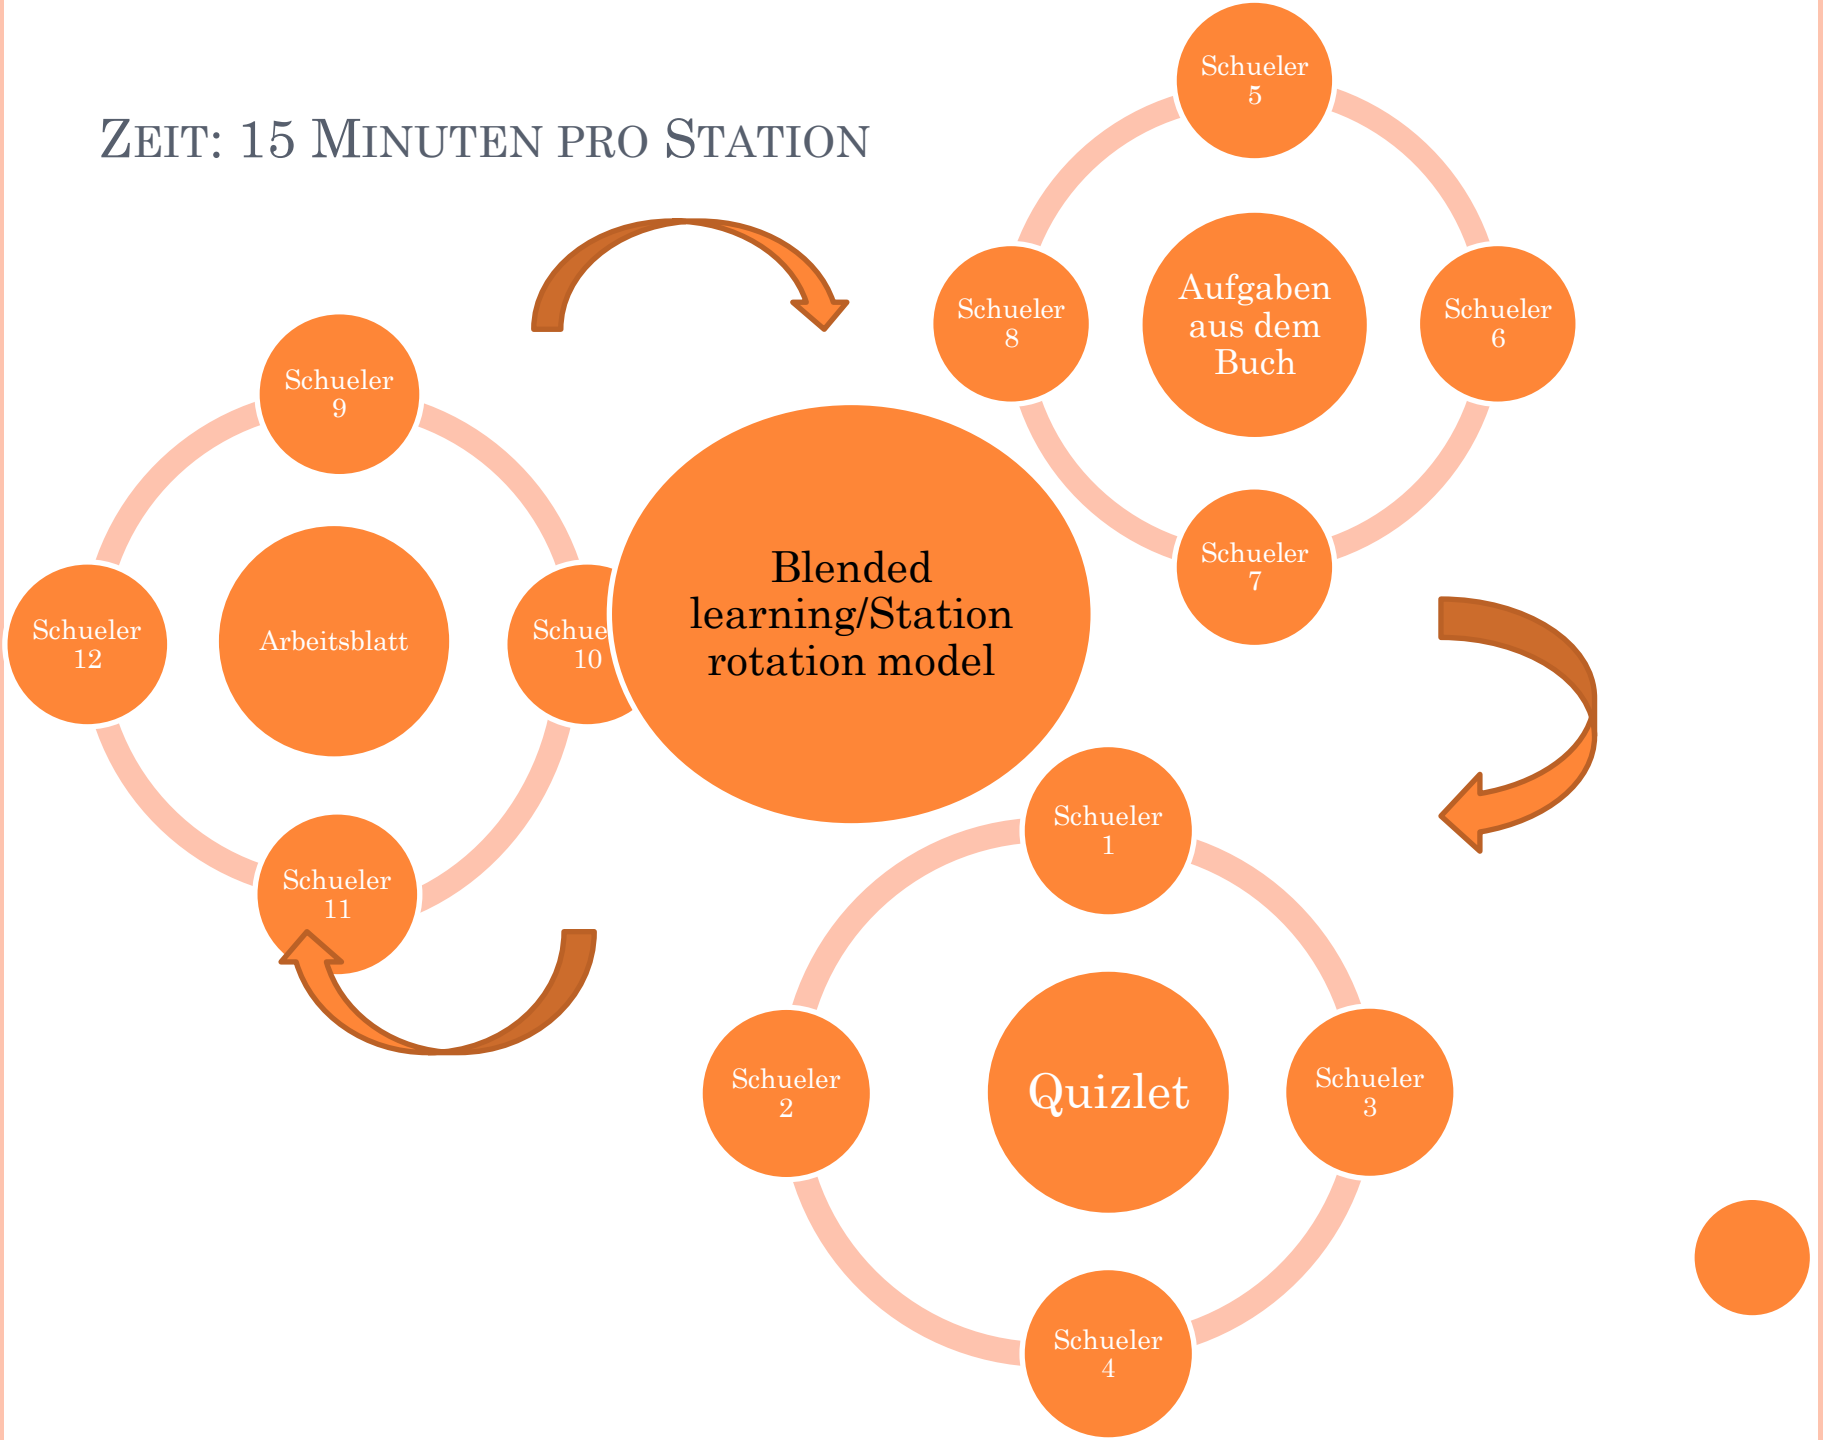 ZEIT: 15 MINUTEN PRO STATION
Schueler
5
Schueler
8
Aufgaben
aus dem
Buch
Schueler
6
Schueler
7
Schueler
9
Schueler
12
Arbeitsblatt
Schue
10
Schueler
11
Blended
learning/Station
rotation model
Schueler
1
Schueler
2
Quizlet
Schueler
3
Schueler
4